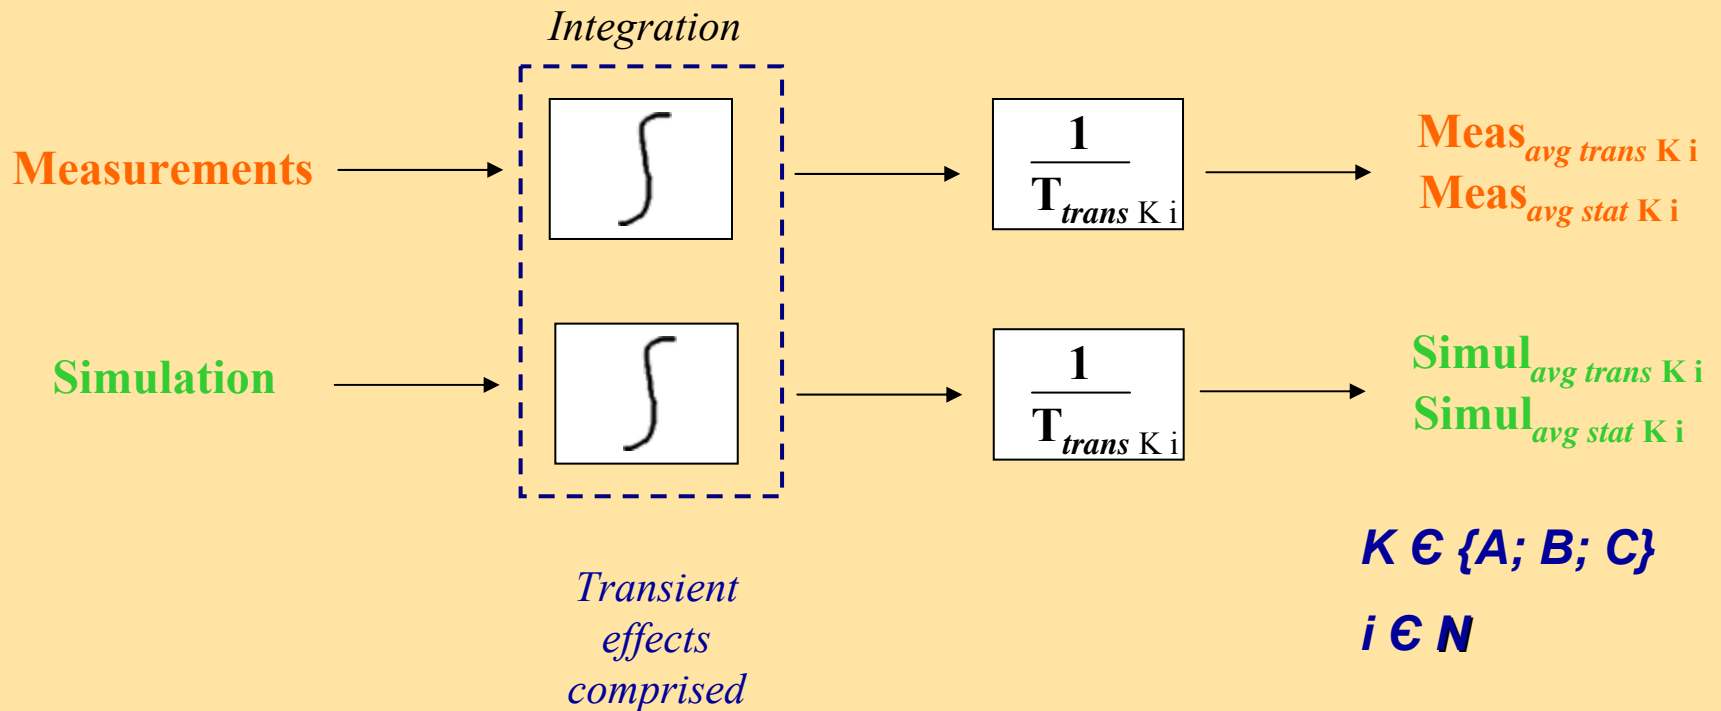 Integration
Measurements
∫
1
T trans K i
Meas avg trans K i
Meas avg stat K i
Simulation
∫
1
T trans K i
Simul avg trans K i
Simul avg stat K i
K Є {A; B; C}
i Є N
Transient
effects
comprised